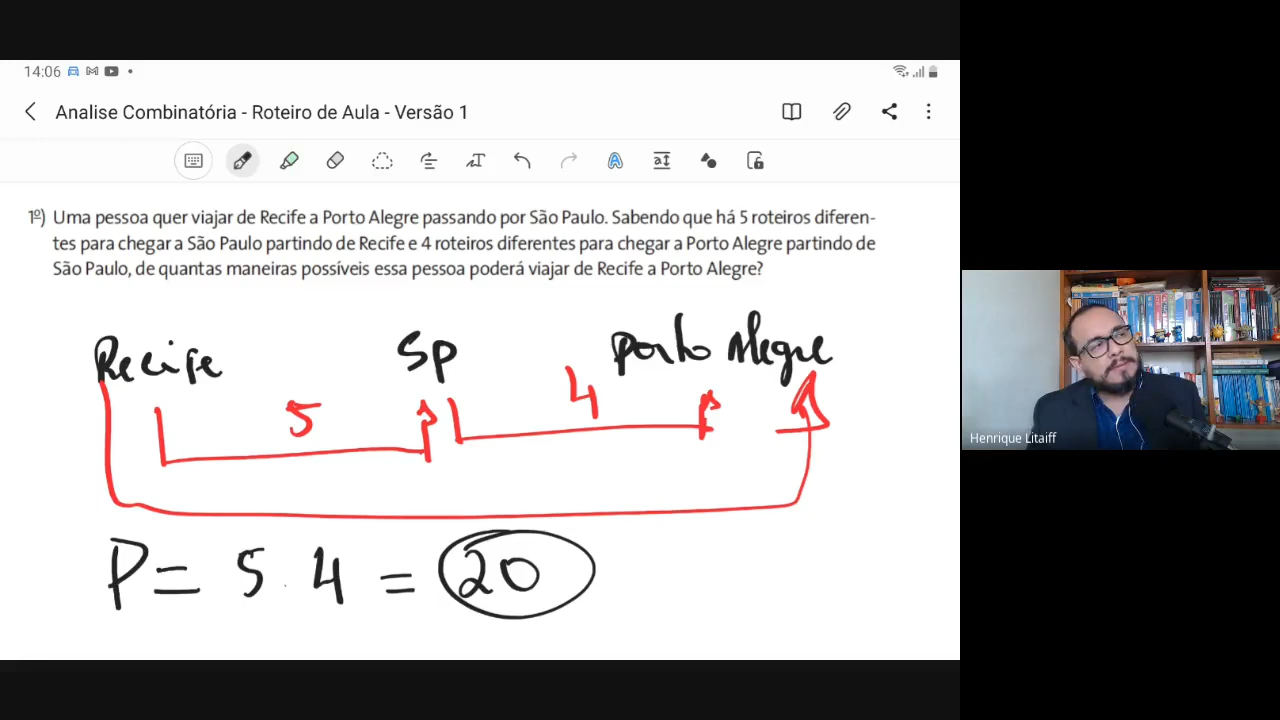 14:06
Analise Combinatória - Roteiro de Aula - Versão 1
1º) Uma pessoa quer viajar de Recife a Porto Alegre passando por São Paulo. Sabendo que há 5 roteiros diferen-
tes para chegar a São Paulo partindo de Recife e 4 roteiros diferentes para chegar a Porto Alegre partindo de
São Paulo, de quantas maneiras possíveis essa pessoa poderá viajar de Recife a Porto Alegre?
Recife SP Porto Alegre
5 4
P = 5 . 4 = 20
Henrique Litaiff